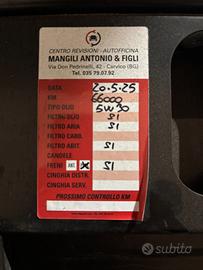 CENTRO REVISIONI - AUTOFFICINA
MANGILI ANTONIO & FIGLI
Via Don Pedrinelli, 42 - Carvico (BG)
Tel. 035 79.07.92
DATA 20.5.25
KM 66000
TIPO OLIO 5W30
FILTRO OLIO SI
FILTRO ARIA SI
FILTRO CARB.
FILTRO ABIT. SI
CANDELE
FRENI ANT. X SI
CINGHIA DISTR.
CINGHIA SERV.
PROSSIMO CONTROLLO KM
subito